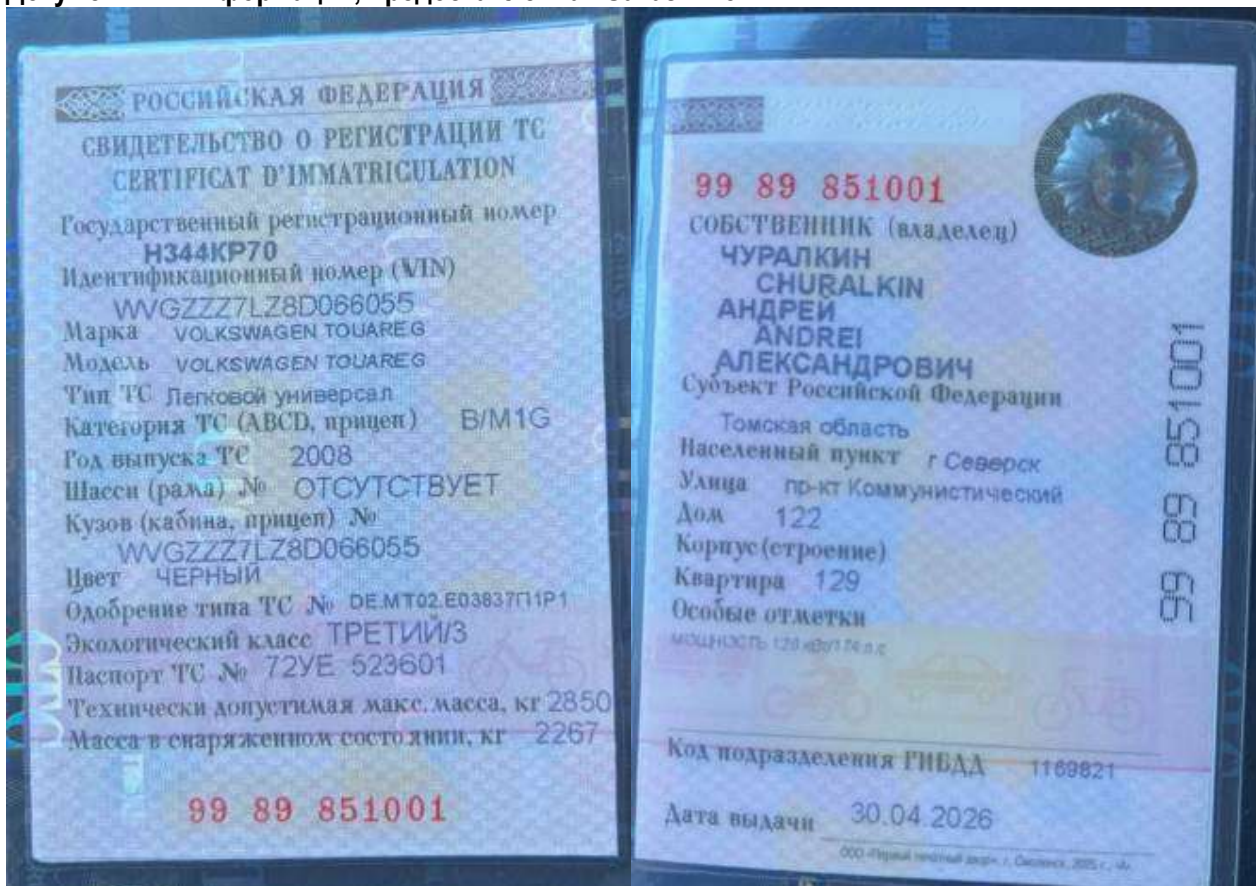 РОССИЙСКАЯ ФЕДЕРАЦИЯ
СВИДЕТЕЛЬСТВО О РЕГИСТРАЦИИ ТС
CERTIFICAT D'IMMATRICULATION
Государственный регистрационный номер
Н344КР70
Идентификационный номер (VIN)
WVGZZZ7LZ8D066055
Марка VOLKSWAGEN TOUAREG
Модель VOLKSWAGEN TOUAREG
Тип ТС Легковой универсал
Категория ТС (ABCD, прицеп) B/M1G
Год выпуска ТС 2008
Шасси (рама) № ОТСУТСТВУЕТ
Кузов (кабина, прицеп) №
WVGZZZ7LZ8D066055
Цвет ЧЕРНЫЙ
Одобрение типа ТС № DE.MT02.E03837П1Р1
Экологический класс ТРЕТИЙ/3
Паспорт ТС № 72УЕ 523601
Технически допустимая макс. масса, кг 2850
Масса в снаряженном состоянии, кг 2267
99 89 851001
99 89 851001
СОБСТВЕННИК (владелец)
ЧУРАЛКИН
CHURALKIN
АНДРЕЙ
ANDREI
АЛЕКСАНДРОВИЧ
Субъект Российской Федерации
Томская область
Населенный пункт г Северск
Улица пр-кт Коммунистический
Дом 122
Корпус (строение)
Квартира 129
Особые отметки
МОЩНОСТЬ
Код подразделения ГИБДД 1169821
Дата выдачи 30.04.2026
99 89 851001